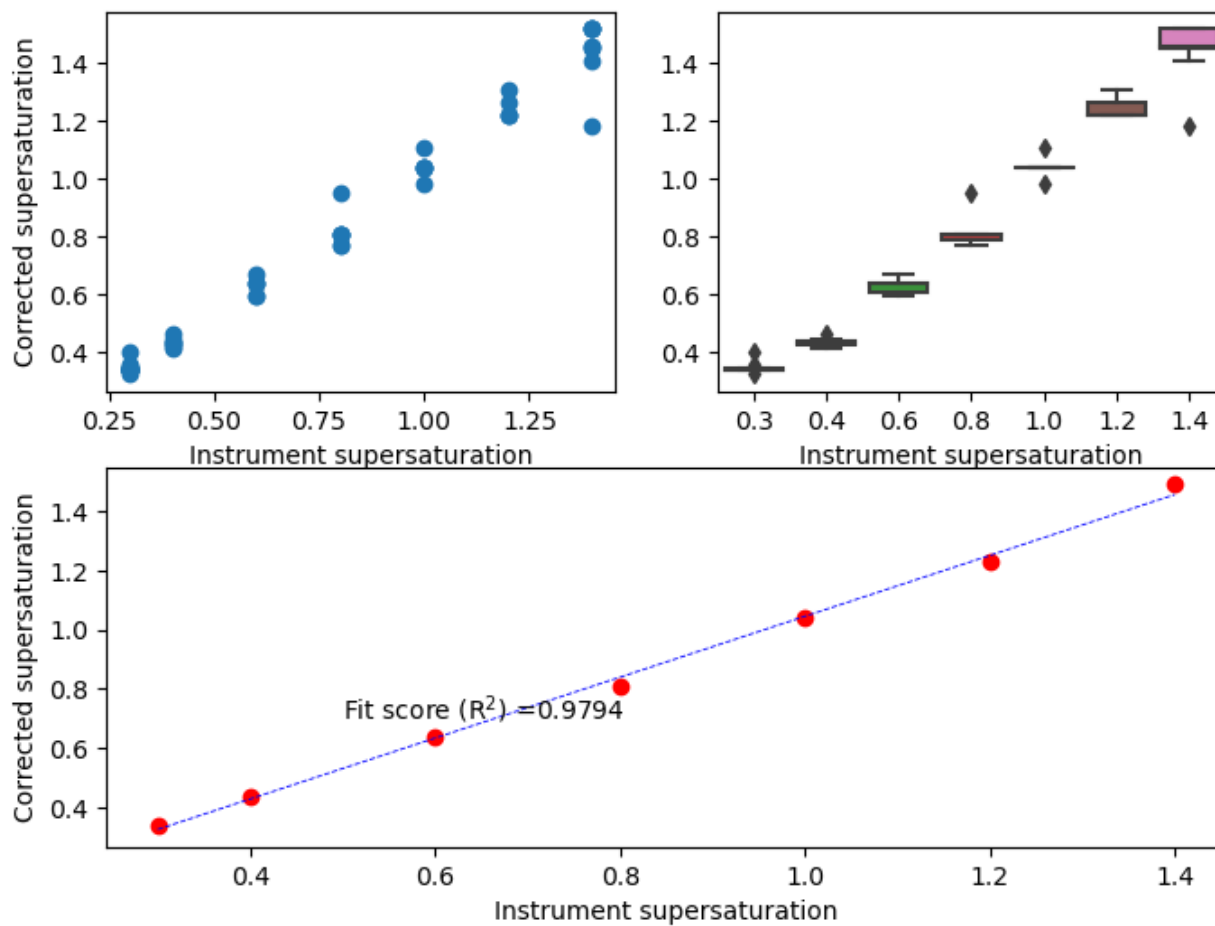 Corrected supersaturation
1.4
1.2
1.0
0.8
0.6
0.4
0.25 0.50 0.75 1.00 1.25
Instrument supersaturation
1.4
1.2
1.0
0.8
0.6
0.4
0.3 0.4 0.6 0.8 1.0 1.2 1.4
Instrument supersaturation
Corrected supersaturation
1.4
1.2
1.0
0.8
0.6
0.4
Fit score (R²) =0.9794
0.4 0.6 0.8 1.0 1.2 1.4
Instrument supersaturation